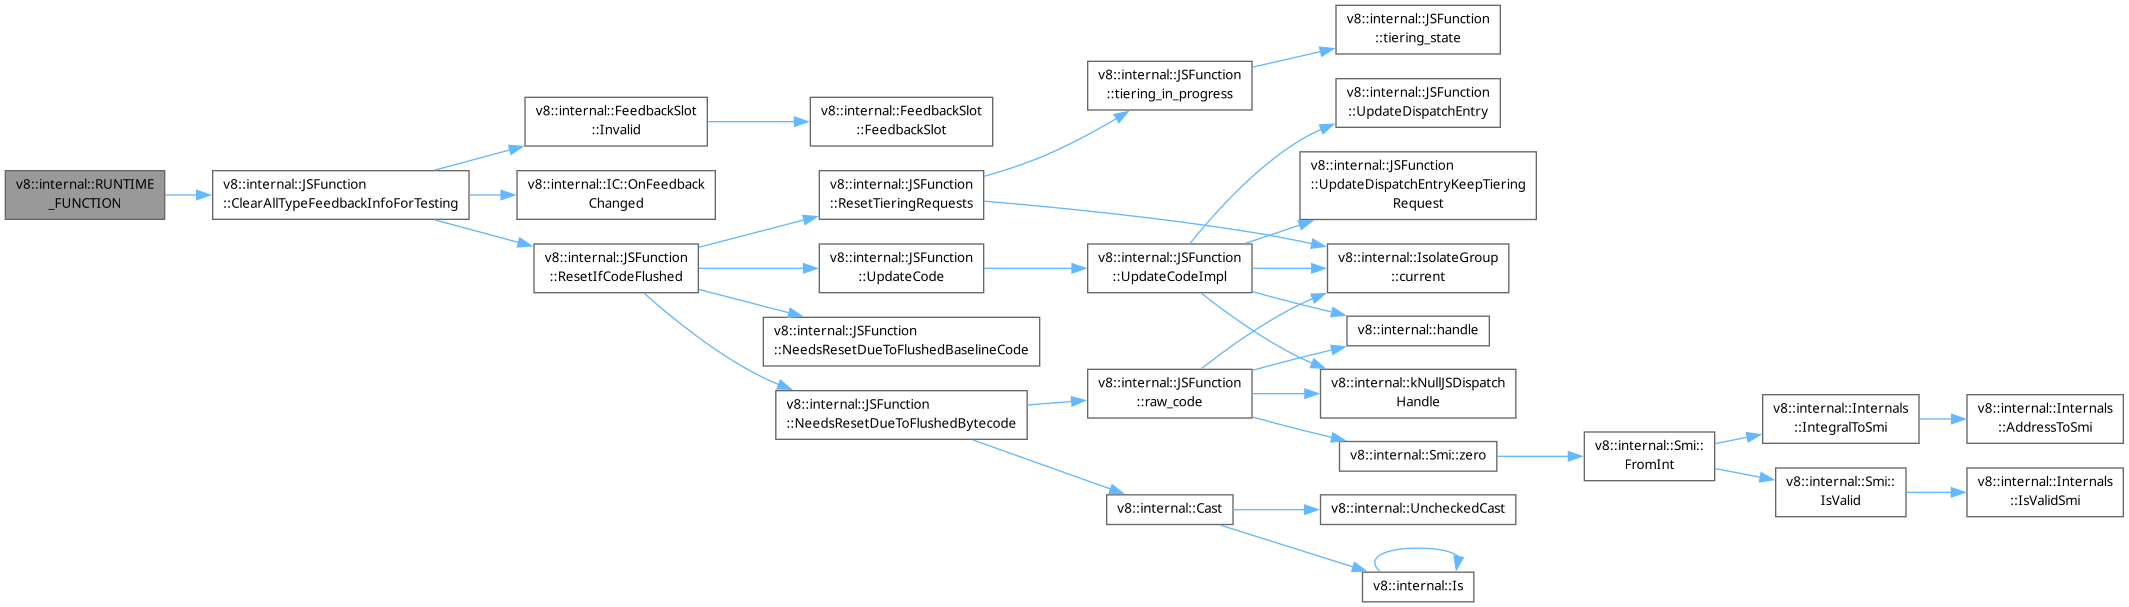 v8::internal::RUNTIME
_FUNCTION
v8::internal::JSFunction
::ClearAllTypeFeedbackInfoForTesting
v8::internal::FeedbackSlot
::Invalid
v8::internal::FeedbackSlot
::FeedbackSlot
v8::internal::IC::OnFeedback
Changed
v8::internal::JSFunction
::ResetIfCodeFlushed
v8::internal::JSFunction
::ResetTieringRequests
v8::internal::JSFunction
::tiering_in_progress
v8::internal::JSFunction
::tiering_state
v8::internal::JSFunction
::UpdateCode
v8::internal::JSFunction
::UpdateCodeImpl
v8::internal::JSFunction
::UpdateDispatchEntry
v8::internal::JSFunction
::UpdateDispatchEntryKeepTiering
Request
v8::internal::IsolateGroup
::current
v8::internal::handle
v8::internal::kNullJSDispatch
Handle
v8::internal::JSFunction
::NeedsResetDueToFlushedBaselineCode
v8::internal::JSFunction
::NeedsResetDueToFlushedBytecode
v8::internal::JSFunction
::raw_code
v8::internal::Smi::zero
v8::internal::Smi::
FromInt
v8::internal::Internals
::IntegralToSmi
v8::internal::Internals
::AddressToSmi
v8::internal::Smi::
IsValid
v8::internal::Internals
::IsValidSmi
v8::internal::Cast
v8::internal::UncheckedCast
v8::internal::Is